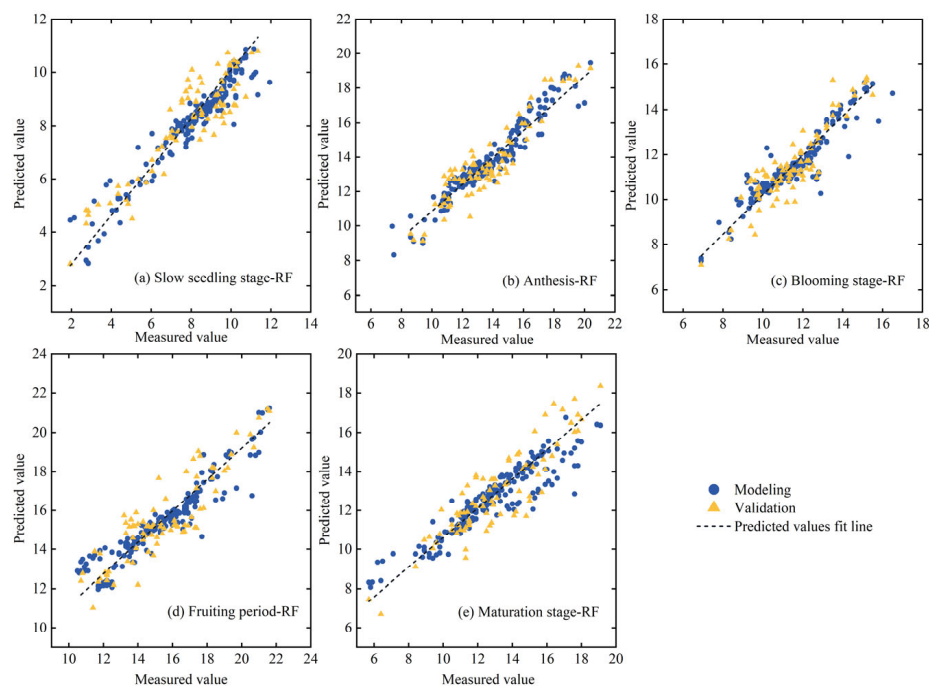 12
10
8
6
4
2
Predicted value
(a) Slow seedling stage-RF
2 4 6 8 10 12 14
Measured value
22
20
18
16
14
12
10
8
6
Predicted value
(b) Anthesis-RF
6 8 10 12 14 16 18 20 22
Measured value
18
16
14
12
10
8
6
Predicted value
(c) Blooming stage-RF
6 8 10 12 14 16 18
Measured value
24
22
20
18
16
14
12
10
Predicted value
(d) Fruiting period-RF
10 12 14 16 18 20 22 24
Measured value
20
18
16
14
12
10
8
6
Predicted value
(e) Maturation stage-RF
6 8 10 12 14 16 18 20
Measured value
Modeling
Validation
Predicted values fit line